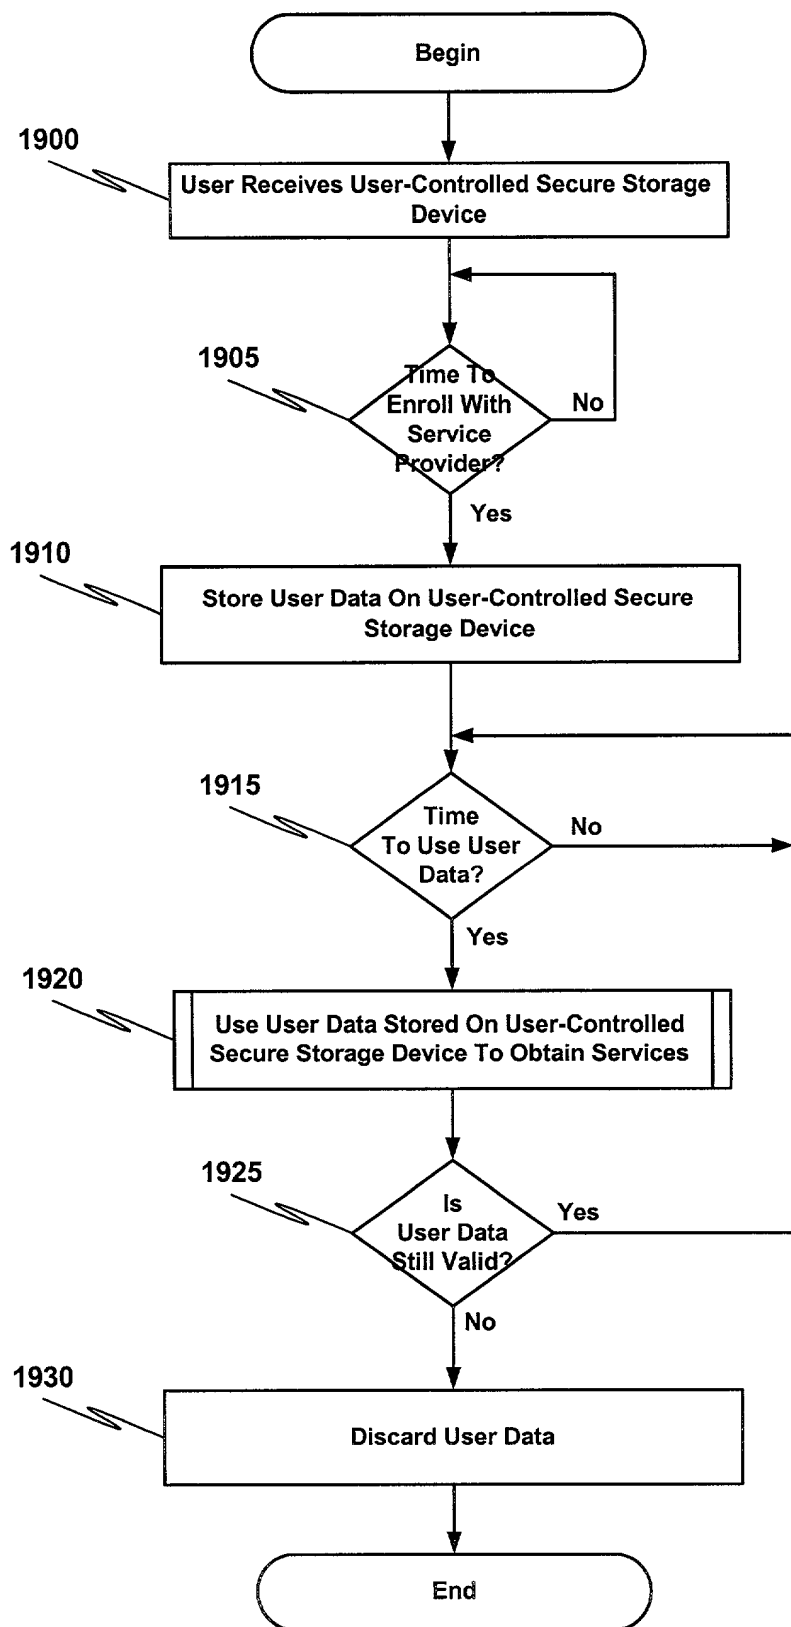 Begin
1900
User Receives User-Controlled Secure Storage
Device
1905
Time To
Enroll With
Service
Provider?
No
Yes
1910
Store User Data On User-Controlled Secure
Storage Device
1915
Time
To Use User
Data?
No
Yes
1920
Use User Data Stored On User-Controlled
Secure Storage Device To Obtain Services
1925
Is
User Data
Still Valid?
Yes
No
1930
Discard User Data
End